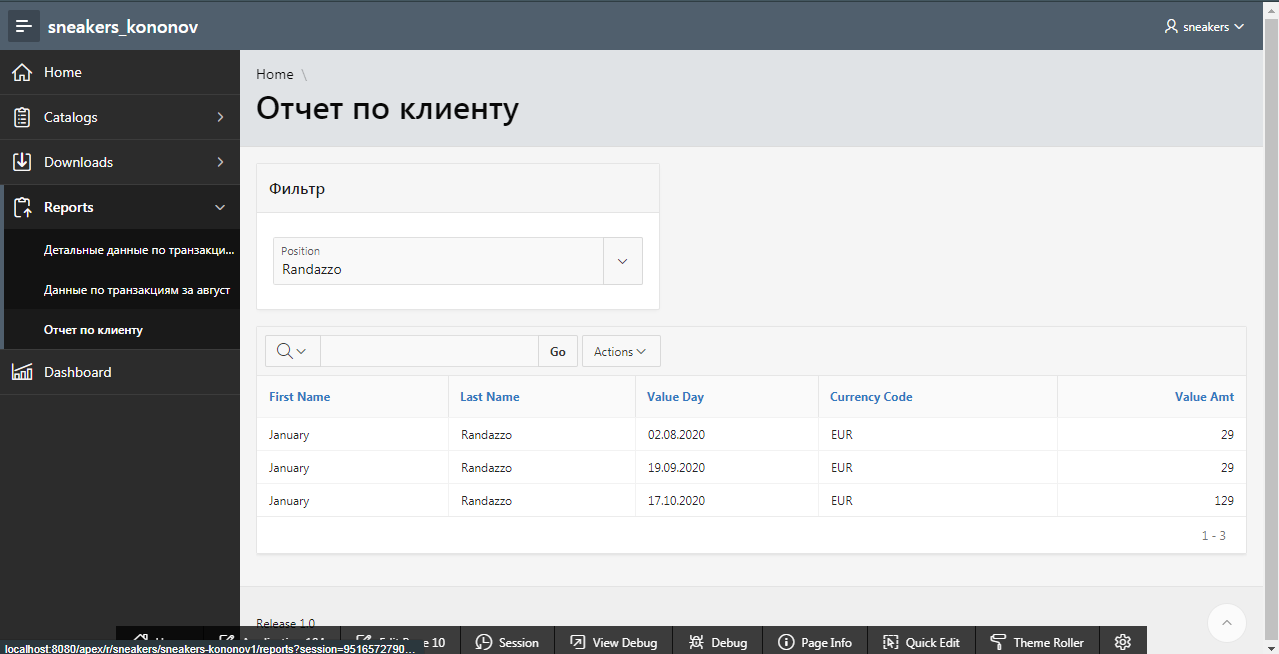 sneakers_kononov
sneakers
Home
Catalogs
Downloads
Reports
Детальные данные по транзакци...
Данные по транзакциям за август
Отчет по клиенту
Dashboard
Home \
Отчет по клиенту
Фильтр
Position
Randazzo
Go Actions
First Name Last Name Value Day Currency Code Value Amt
January Randazzo 02.08.2020 EUR 29
January Randazzo 19.09.2020 EUR 29
January Randazzo 17.10.2020 EUR 129
1 - 3
Release 1.0
10 Session View Debug Debug Page Info Quick Edit Theme Roller
localhost:8080/apex/r/sneakers/sneakers-kononov1/reports?session=9516572790...